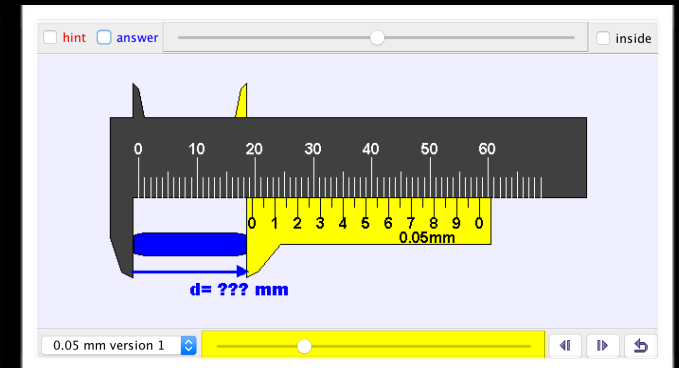 hint answer inside
0 10 20 30 40 50 60
0 1 2 3 4 5 6 7 8 9 0
0.05mm
d= ??? mm
0.05 mm version 1